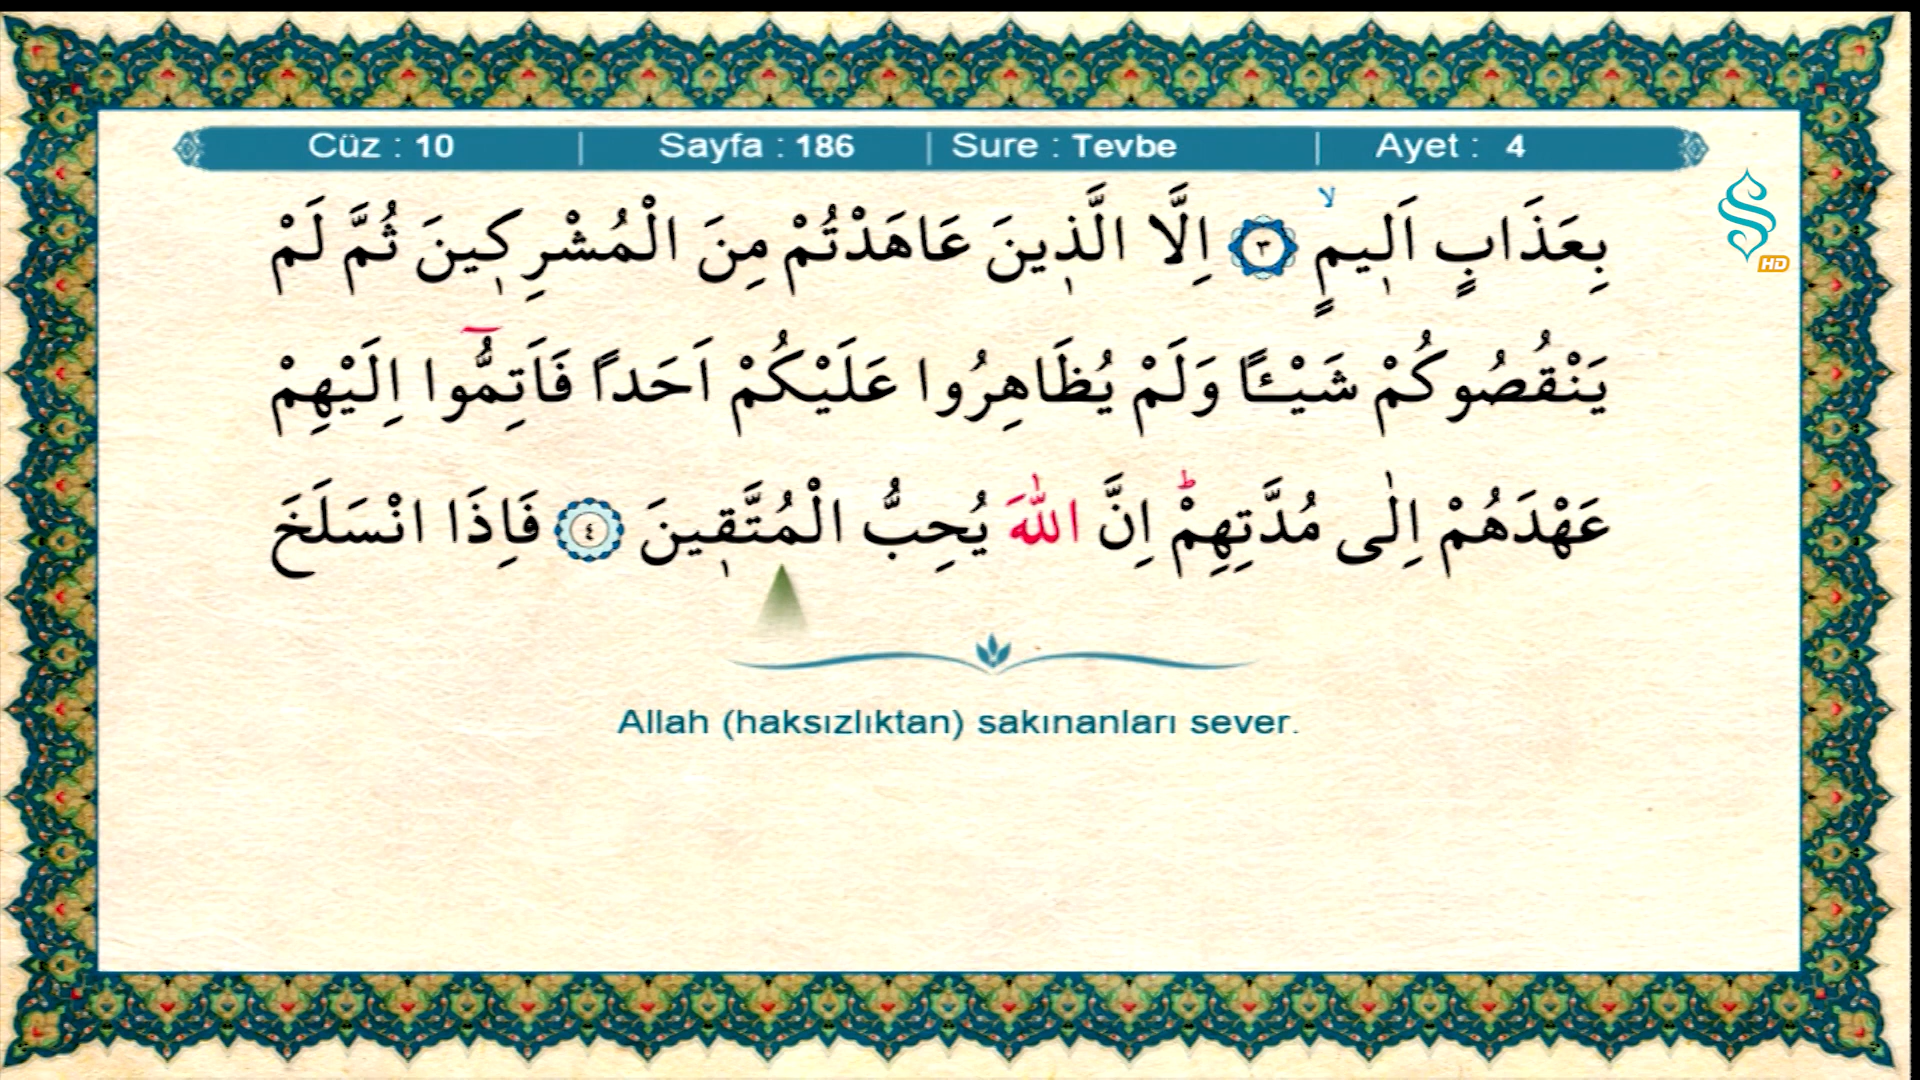 Cüz : 10 | Sayfa : 186 | Sure : Tevbe | Ayet : 4
بِعَذَابٍ اَل۪يمٍۙ ﴿٣﴾ اِلَّا الَّذ۪ينَ عَاهَدْتُمْ مِنَ الْمُشْرِك۪ينَ ثُمَّ لَمْ
يَنْقُصُوكُمْ شَيْـًٔا وَلَمْ يُظَاهِرُوا عَلَيْكُمْ اَحَداً فَاَتِمُّٓوا اِلَيْهِمْ
عَهْدَهُمْ اِلٰى مُدَّتِهِمْۜ اِنَّ اللّٰهَ يُحِبُّ الْمُتَّق۪ينَ ﴿٤﴾ فَاِذَا انْسَلَخَ
Allah (haksızlıktan) sakınanları sever.
HD